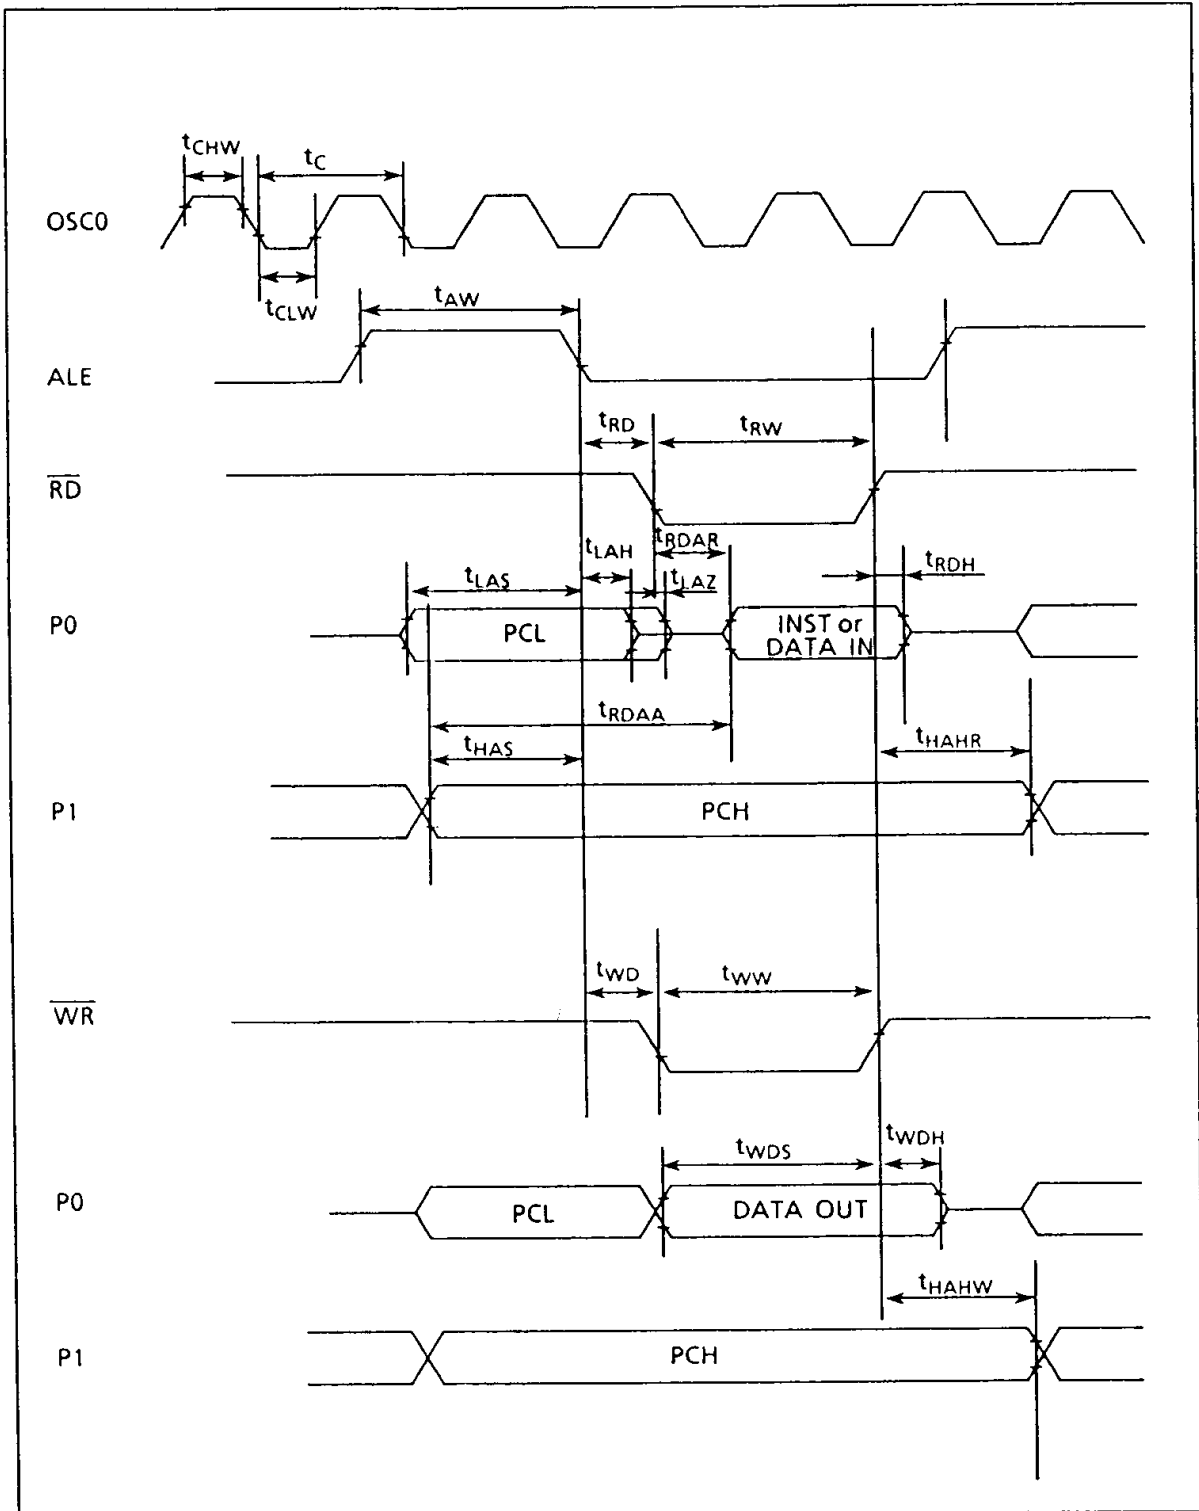 tCHW
tC
OSC0
tCLW
tAW
ALE
tRD
tRW
RD
tLAH
tRDAR
tRDH
tLAS
tLAZ
P0
PCL
INST or
DATA IN
tRDAA
tHAS
tHAHR
P1
PCH
tWD
tWW
WR
tWDS
tWDH
P0
PCL
DATA OUT
tHAHW
P1
PCH